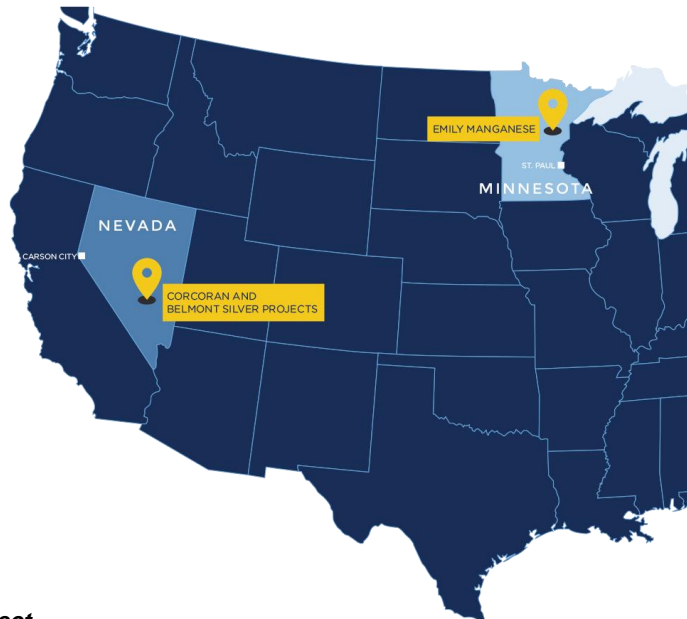 EMILY MANGANESE
ST. PAUL
MINNESOTA
NEVADA
CARSON CITY
CORCORAN AND
BELMONT SILVER PROJECTS